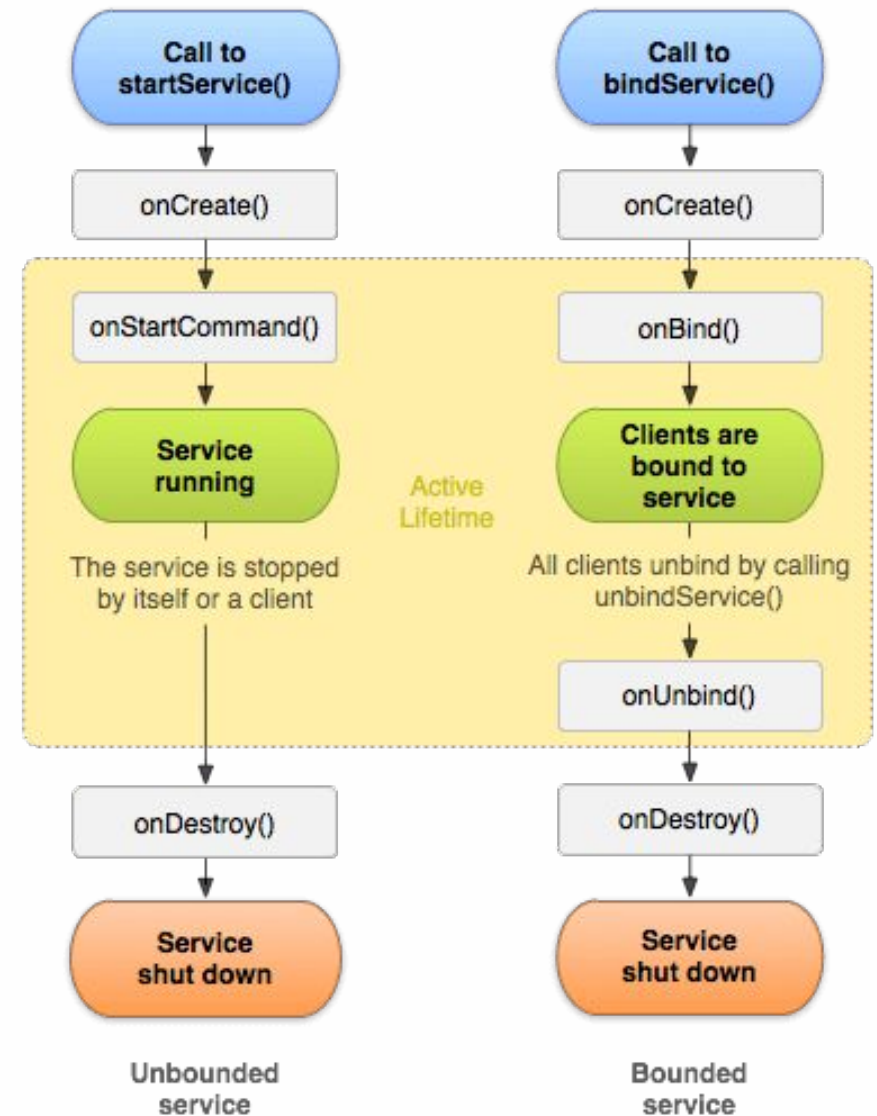 Call to
startService()
onCreate()
onStartCommand()
Service
running
The service is stopped
by itself or a client
onDestroy()
Service
shut down
Unbounded
service
Active
Lifetime
Call to
bindService()
onCreate()
onBind()
Clients are
bound to
service
All clients unbind by calling
unbindService()
onUnbind()
onDestroy()
Service
shut down
Bounded
service